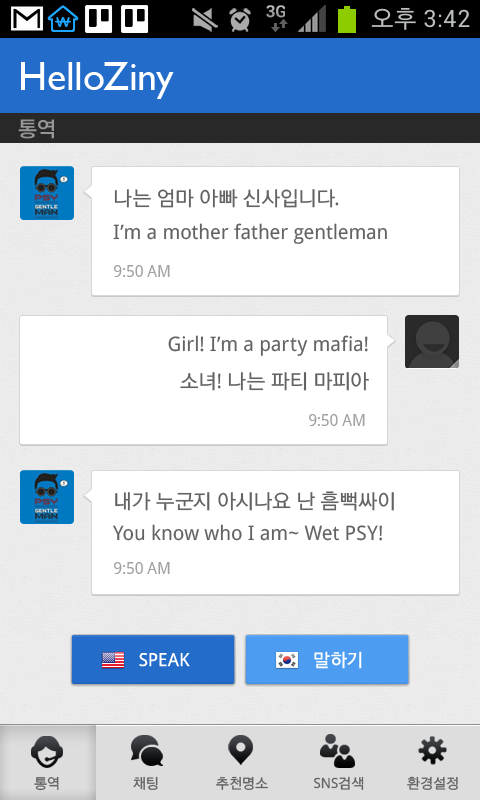 3G
오후 3:42
HelloZiny
통역
PSY
GENTLE
MAN
나는 엄마 아빠 신사입니다.
I'm a mother father gentleman
9:50 AM
Girl! I'm a party mafia!
소녀! 나는 파티 마피아
9:50 AM
PSY
GENTLE
MAN
내가 누군지 아시나요 난 흠뻑싸이
You know who I am~ Wet PSY!
9:50 AM
SPEAK
말하기
통역
채팅
추천명소
SNS검색
환경설정